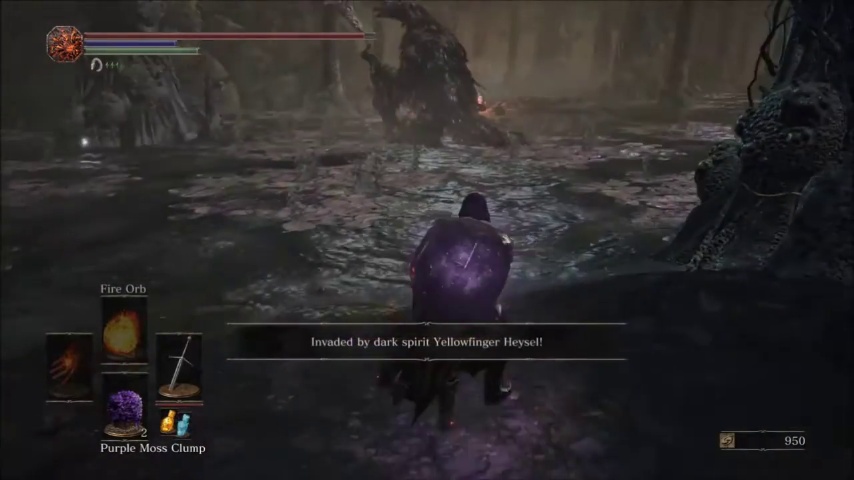 Fire Orb
Invaded by dark spirit Yellowfinger Heysel!
2
Purple Moss Clump
950